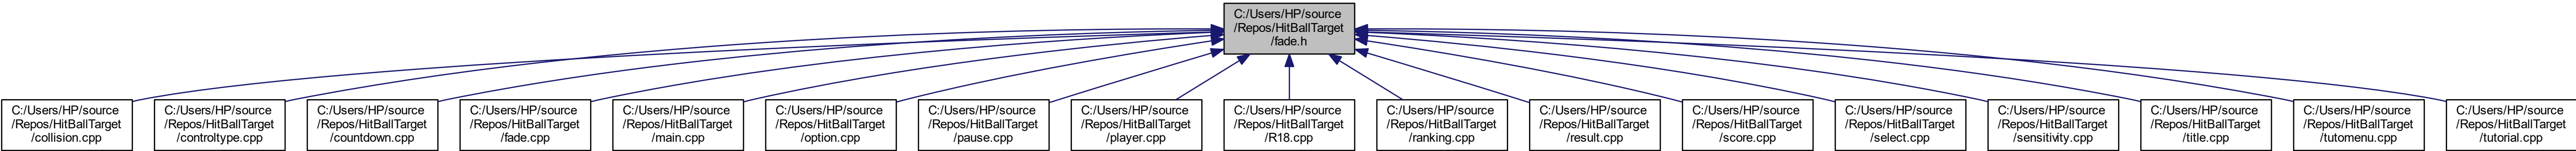 C:/Users/HP/source
/Repos/HitBallTarget
/fade.h
C:/Users/HP/source
/Repos/HitBallTarget
/collision.cpp
C:/Users/HP/source
/Repos/HitBallTarget
/controltype.cpp
C:/Users/HP/source
/Repos/HitBallTarget
/countdown.cpp
C:/Users/HP/source
/Repos/HitBallTarget
/fade.cpp
C:/Users/HP/source
/Repos/HitBallTarget
/main.cpp
C:/Users/HP/source
/Repos/HitBallTarget
/option.cpp
C:/Users/HP/source
/Repos/HitBallTarget
/pause.cpp
C:/Users/HP/source
/Repos/HitBallTarget
/player.cpp
C:/Users/HP/source
/Repos/HitBallTarget
/R18.cpp
C:/Users/HP/source
/Repos/HitBallTarget
/ranking.cpp
C:/Users/HP/source
/Repos/HitBallTarget
/result.cpp
C:/Users/HP/source
/Repos/HitBallTarget
/score.cpp
C:/Users/HP/source
/Repos/HitBallTarget
/select.cpp
C:/Users/HP/source
/Repos/HitBallTarget
/sensitivity.cpp
C:/Users/HP/source
/Repos/HitBallTarget
/title.cpp
C:/Users/HP/source
/Repos/HitBallTarget
/tutomenu.cpp
C:/Users/HP/source
/Repos/HitBallTarget
/tutorial.cpp